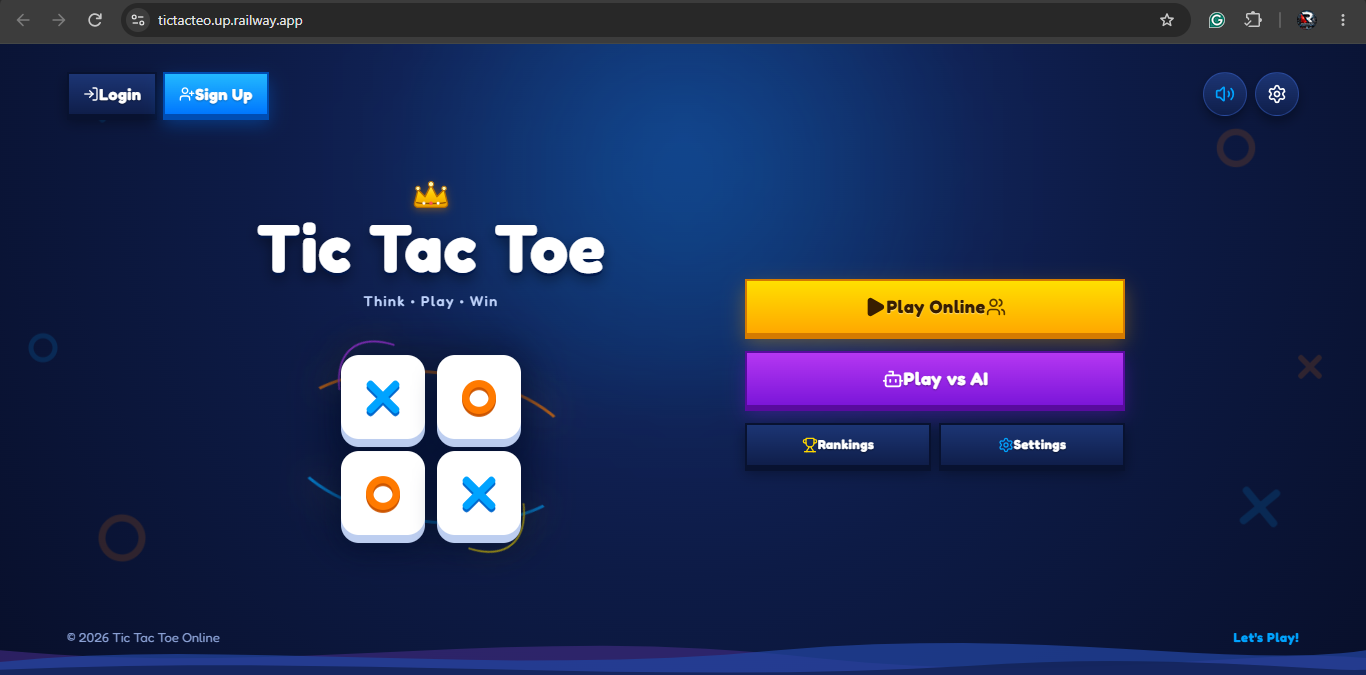 tictacteo.up.railway.app
Login
Sign Up
Tic Tac Toe
Think • Play • Win
Play Online
Play vs AI
Rankings
Settings
© 2026 Tic Tac Toe Online
Let's Play!